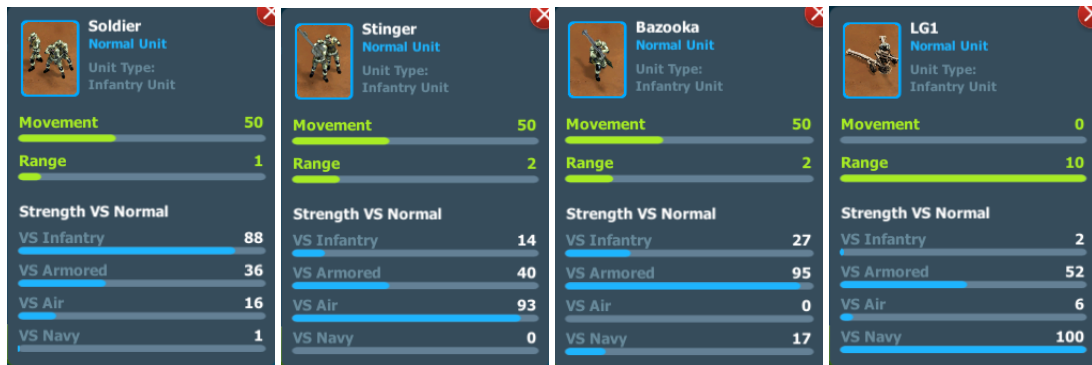 Soldier
Normal Unit
Unit Type:
Infantry Unit
Movement 50
Range 1
Strength VS Normal
VS Infantry 88
VS Armored 36
VS Air 16
VS Navy 1
Stinger
Normal Unit
Unit Type:
Infantry Unit
Movement 50
Range 2
Strength VS Normal
VS Infantry 14
VS Armored 40
VS Air 93
VS Navy 0
Bazooka
Normal Unit
Unit Type:
Infantry Unit
Movement 50
Range 2
Strength VS Normal
VS Infantry 27
VS Armored 95
VS Air 0
VS Navy 17
LG1
Normal Unit
Unit Type:
Infantry Unit
Movement 0
Range 10
Strength VS Normal
VS Infantry 2
VS Armored 52
VS Air 6
VS Navy 100